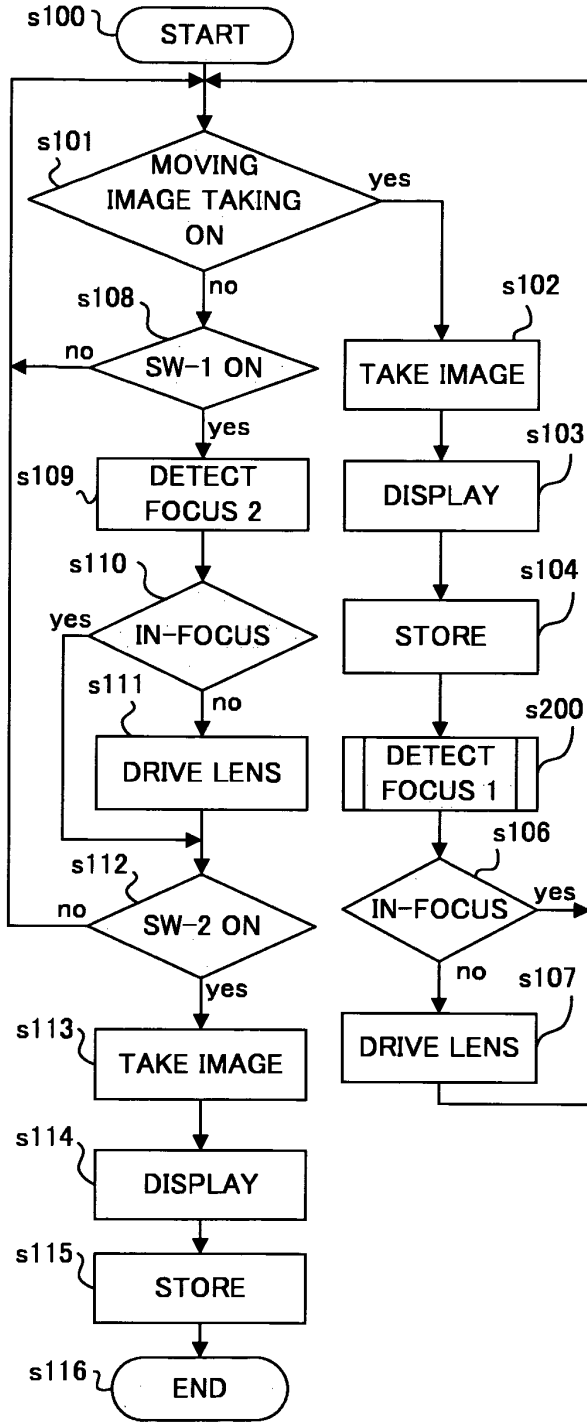 s100
START
s101
MOVING
IMAGE TAKING
ON
yes
no
s108
no
SW-1 ON
yes
s109
DETECT
FOCUS 2
s110
yes
IN-FOCUS
no
s111
DRIVE LENS
s112
no
SW-2 ON
yes
s113
TAKE IMAGE
s114
DISPLAY
s115
STORE
s116
END
s102
TAKE IMAGE
s103
DISPLAY
s104
STORE
s200
DETECT
FOCUS 1
s106
IN-FOCUS
yes
no
s107
DRIVE LENS